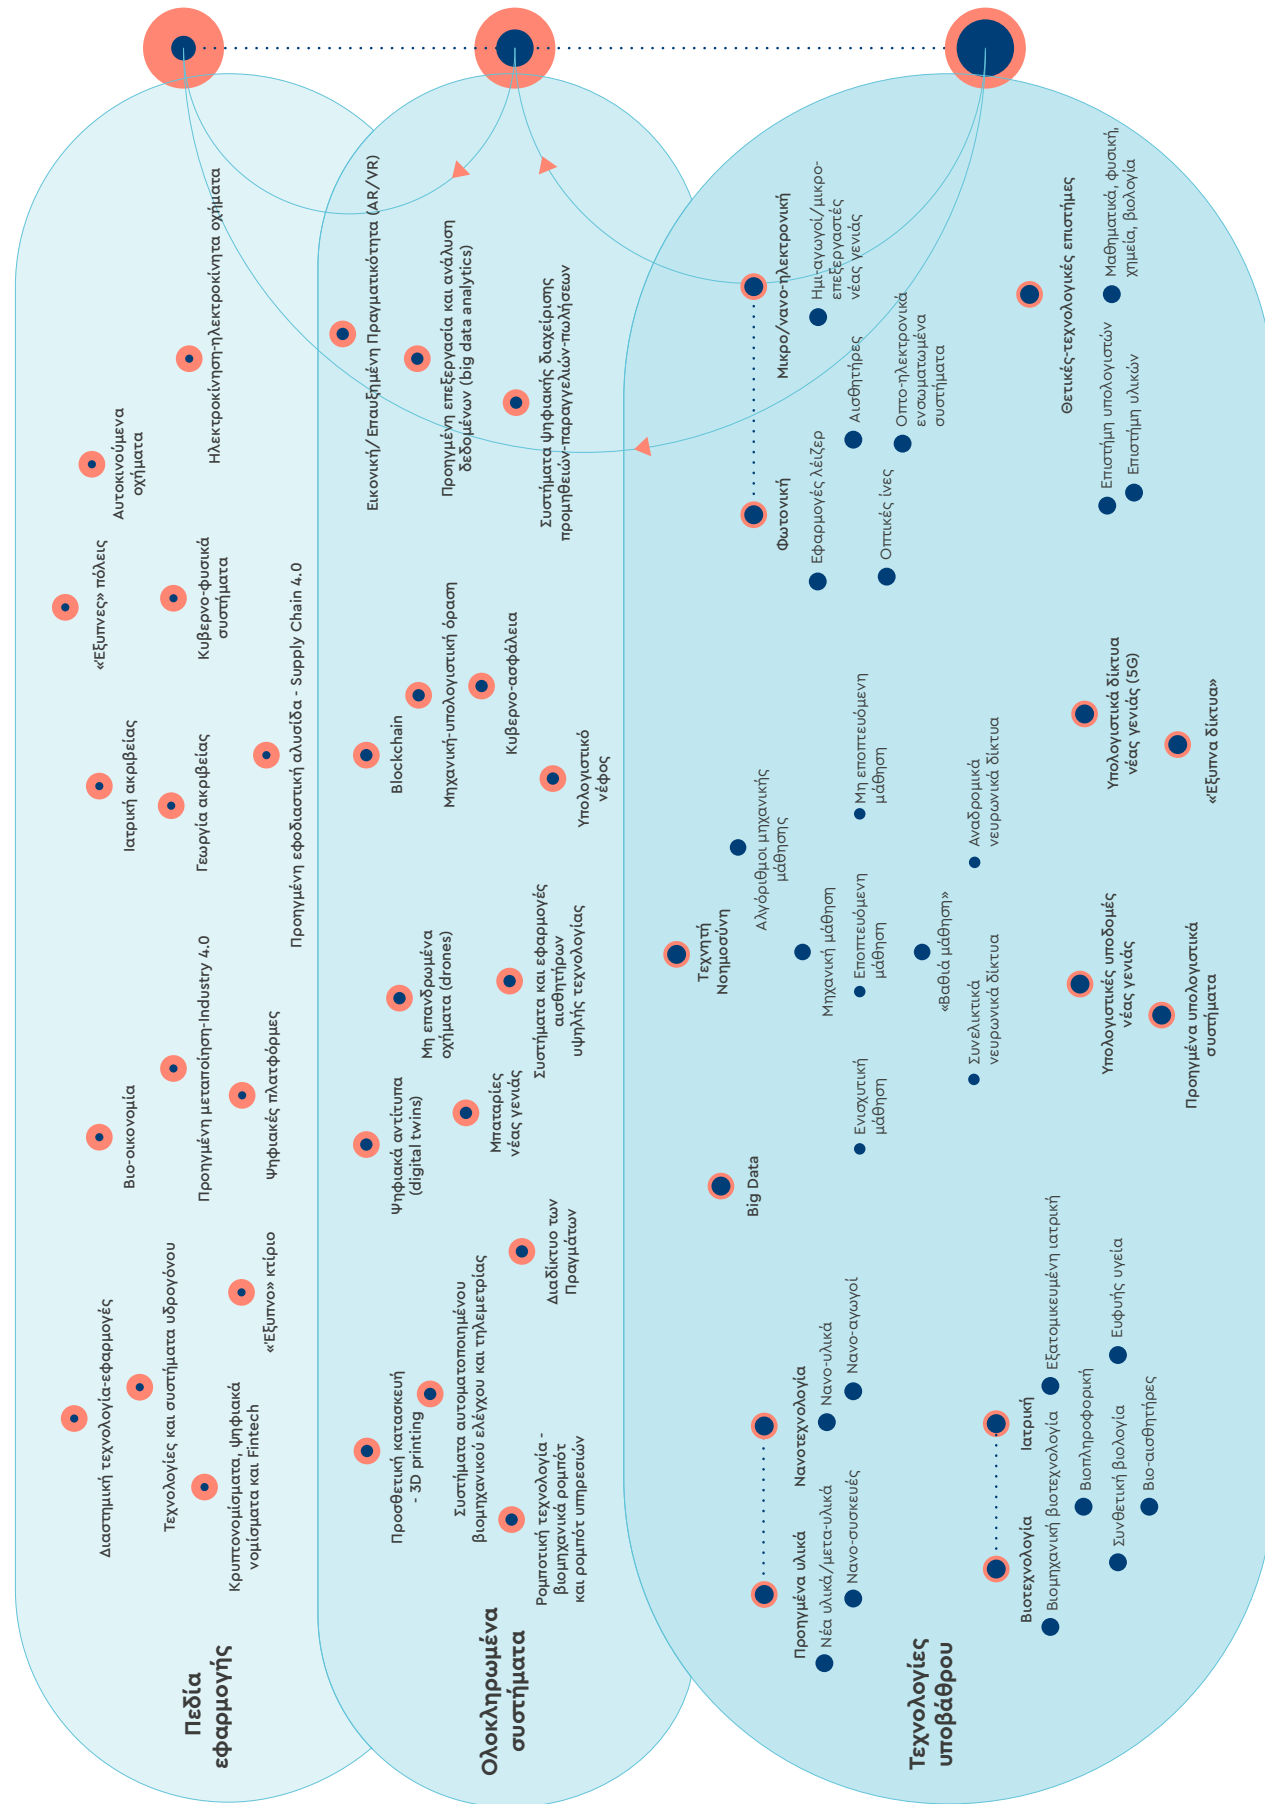 Πεδία
εφαρμογής
Διαστημική τεχνολογία-εφαρμογές
Τεχνολογίες και συστήματα υδρογόνου
Κρυπτονομίσματα, ψηφιακά
νομίσματα και Fintech
«Έξυπνο» κτίριο
Βιο-οικονομία
Προηγμένη μεταποίηση-Industry 4.0
Ψηφιακές πλατφόρμες
Ιατρική ακριβείας
Γεωργία ακριβείας
Προηγμένη εφοδιαστική αλυσίδα - Supply Chain 4.0
«Έξυπνες» πόλεις
Κυβερνο-φυσικά
συστήματα
Αυτοκινούμενα
οχήματα
Ηλεκτροκίνηση-ηλεκτροκίνητα οχήματα
Ολοκληρωμένα
συστήματα
Προσθετική κατασκευή
- 3D printing
Συστήματα αυτοματοποιημένου
βιομηχανικού ελέγχου και τηλεμετρίας
Ρομποτική τεχνολογία -
βιομηχανικά ρομπότ
και ρομπότ υπηρεσιών
Διαδίκτυο των
Πραγμάτων
Ψηφιακά αντίτυπα
(digital twins)
Μπαταρίες
νέας γενιάς
Μη επανδρωμένα
οχήματα (drones)
Συστήματα και εφαρμογές
αισθητήρων
υψηλής τεχνολογίας
Blockchain
Μηχανική-υπολογιστική όραση
Κυβερνο-ασφάλεια
Υπολογιστικό
νέφος
Εικονική/Επαυξημένη Πραγματικότητα (AR/VR)
Προηγμένη επεξεργασία και ανάλυση
δεδομένων (big data analytics)
Συστήματα ψηφιακής διαχείρισης
προμηθειών-παραγγελιών-πωλήσεων
Τεχνολογίες
υποβάθρου
Προηγμένα υλικά
Νέα υλικά/μετα-υλικά
Νανο-συσκευές
Νανοτεχνολογία
Νανο-υλικά
Νανο-αγωγοί
Βιοτεχνολογία
Βιομηχανική βιοτεχνολογία
Βιοπληροφορική
Συνθετική βιολογία
Βιο-αισθητήρες
Ιατρική
Εξατομικευμένη ιατρική
Ευφυής υγεία
Big Data
Τεχνητή
Νοημοσύνη
Αλγόριθμοι μηχανικής
μάθησης
Μηχανική μάθηση
Ενισχυτική
μάθηση
Εποπτευόμενη
μάθηση
Μη εποπτευόμενη
μάθηση
«Βαθιά μάθηση»
Συνελικτικά
νευρωνικά δίκτυα
Αναδρομικά
νευρωνικά δίκτυα
Υπολογιστικές υποδομές
νέας γενιάς
Προηγμένα υπολογιστικά
συστήματα
Υπολογιστικά δίκτυα
νέας γενιάς (5G)
«Έξυπνα δίκτυα»
Φωτονική
Εφαρμογές λέιζερ
Οπτικές ίνες
Μικρο/νανο-ηλεκτρονική
Ημι-αγωγοί/μικρο-
επεξεργαστές
νέας γενιάς
Αισθητήρες
Οπτο-ηλεκτρονικά
ενσωματωμένα
συστήματα
Θετικές-τεχνολογικές επιστήμες
Μαθηματικά, φυσική,
χημεία, βιολογία
Επιστήμη υπολογιστών
Επιστήμη υλικών